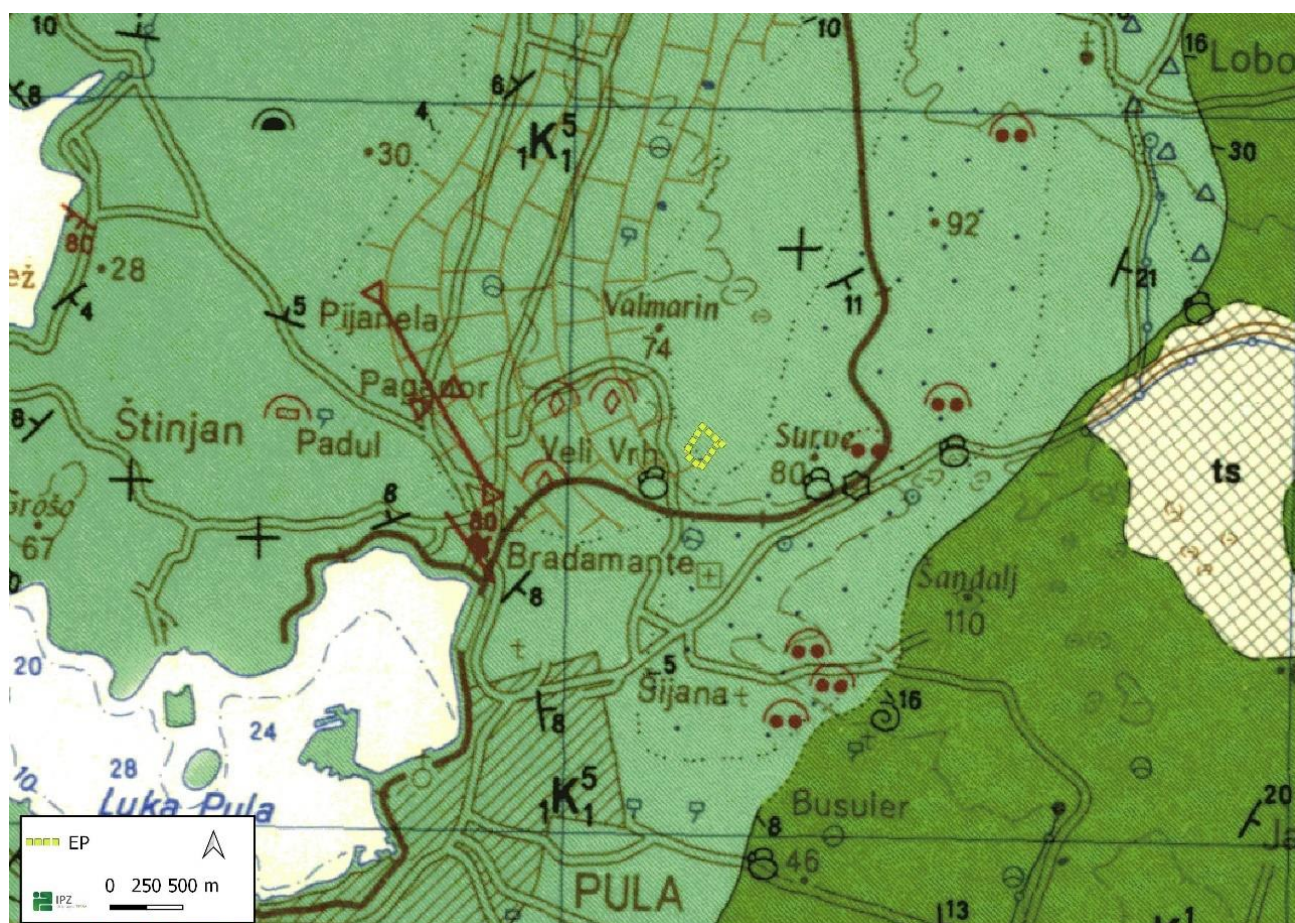 10
10
16
Lobo
8
6
4
₁K₁⁵
30
30
92
80
ež
28
4
5
11
21
Pijanela
Valmarin
74
Paganor
8
Štinjan
Padul
Veli Vrh
Surve
80
ts
Grošo
67
8
80
Bradamante
8
Šandalj
110
20
5
Šijana
16
24
8
28
10
Luka Pula
₁K₁⁵
Busuler
20
8
46
PULA
13
EP
0 250 500 m
IPZ